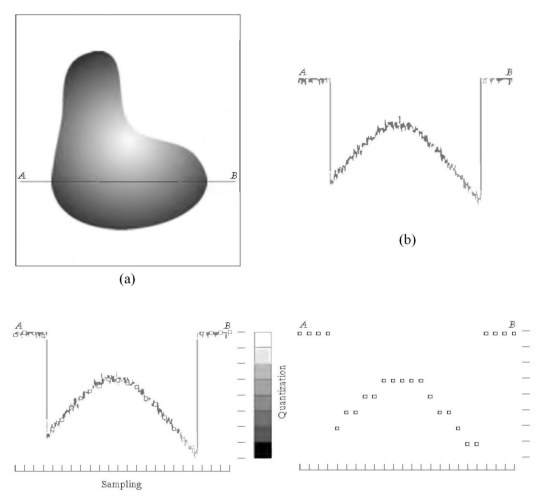 A B
(a)
A B
(b)
A B
Quantization
Sampling
A B